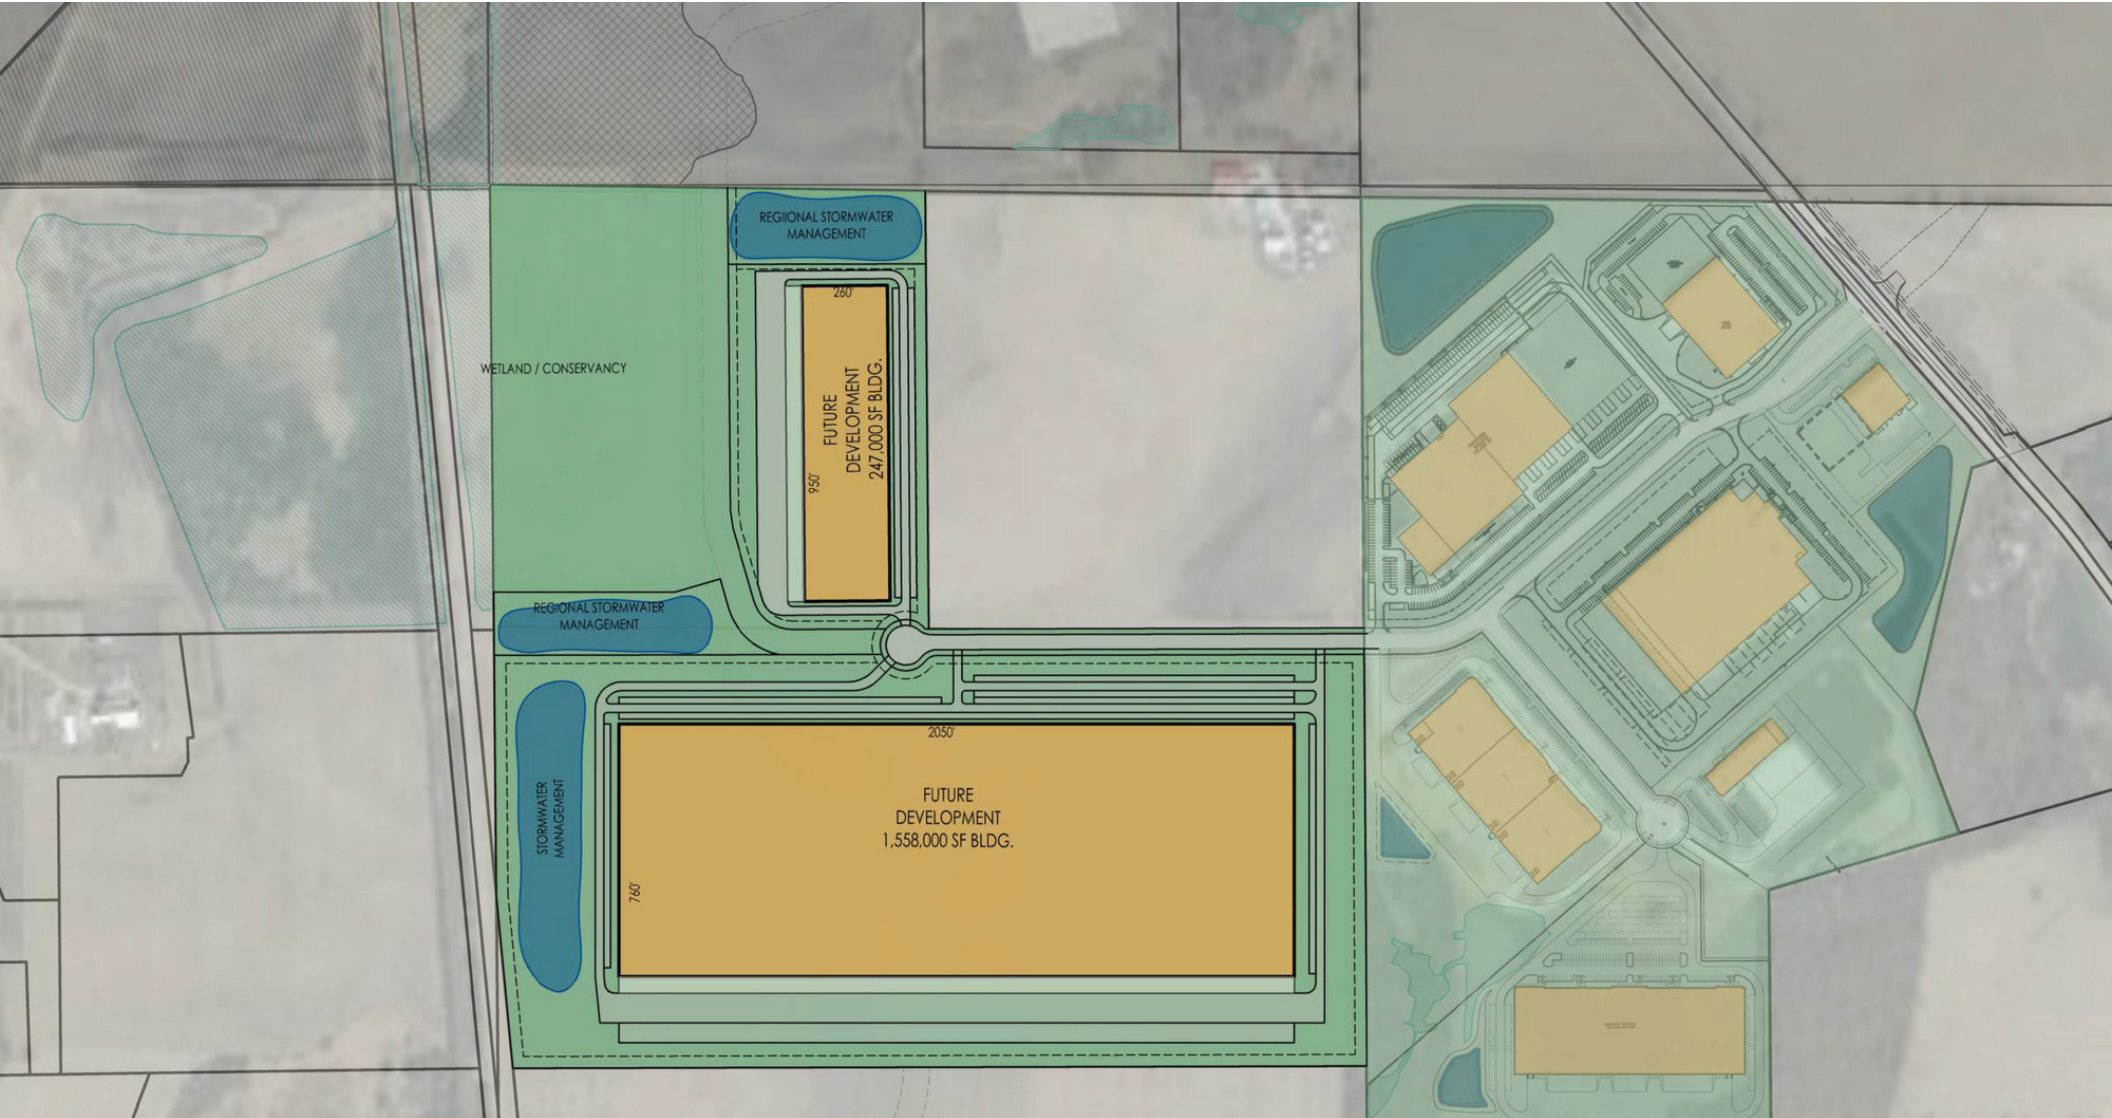 REGIIONAL STORMWATER
MANAGEMENT
260'
WETLAND / CONSERVANCY
FUTURE
DEVELOPMENT
247,000 SF BLDG.
950'
REGIONAL STORMWATER
MANAGEMENT
2050'
FUTURE
DEVELOPMENT
1,558,000 SF BLDG.
STORMWATER
MANAGEMENT
760'